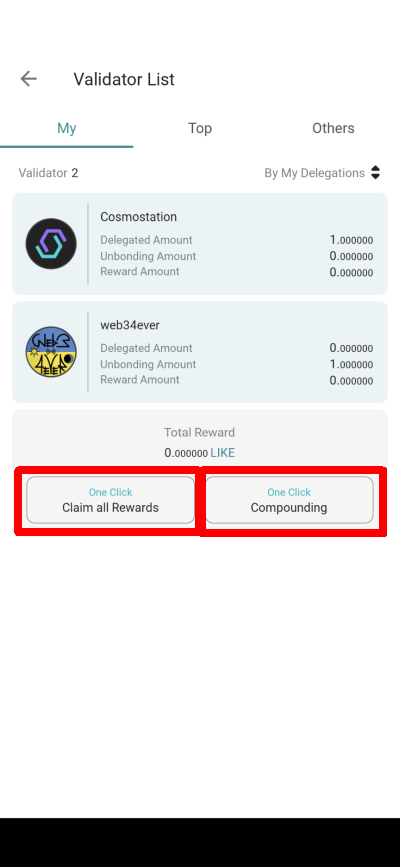 Validator List
My Top Others
Validator 2 By My Delegations
Cosmostation
Delegated Amount 1.000000
Unbonding Amount 0.000000
Reward Amount 0.000000
web34ever
Delegated Amount 0.000000
Unbonding Amount 1.000000
Reward Amount 0.000000
Total Reward
0.000000 LIKE
One Click One Click
Claim all Rewards Compounding